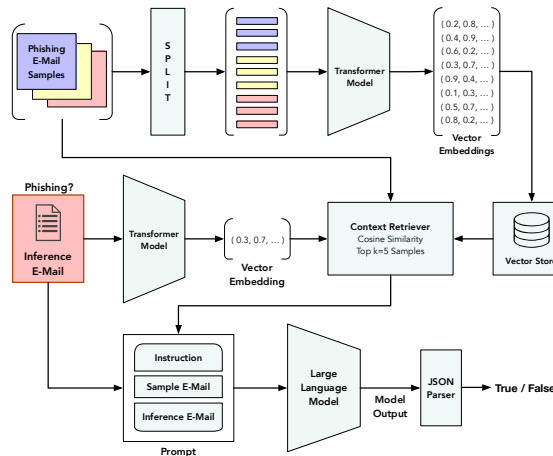 Phishing
E-Mail
Samples
S
P
L
I
T
Transformer
Model
( 0.2, 0.8, ... )
( 0.4, 0.9, ... )
( 0.6, 0.2, ... )
( 0.3, 0.7, ... )
( 0.9, 0.4, ... )
( 0.1, 0.3, ... )
( 0.5, 0.7, ... )
( 0.8, 0.2, ... )
Vector
Embeddings
Phishing?
Inference
E-Mail
Transformer
Model
( 0.3, 0.7, ... )
Vector
Embedding
Context Retriever
Cosine Similarity
Top k=5 Samples
Vector Store
Instruction
Sample E-Mail
Inference E-Mail
Prompt
Large
Language
Model
Model
Output
JSON
Parser
True / False